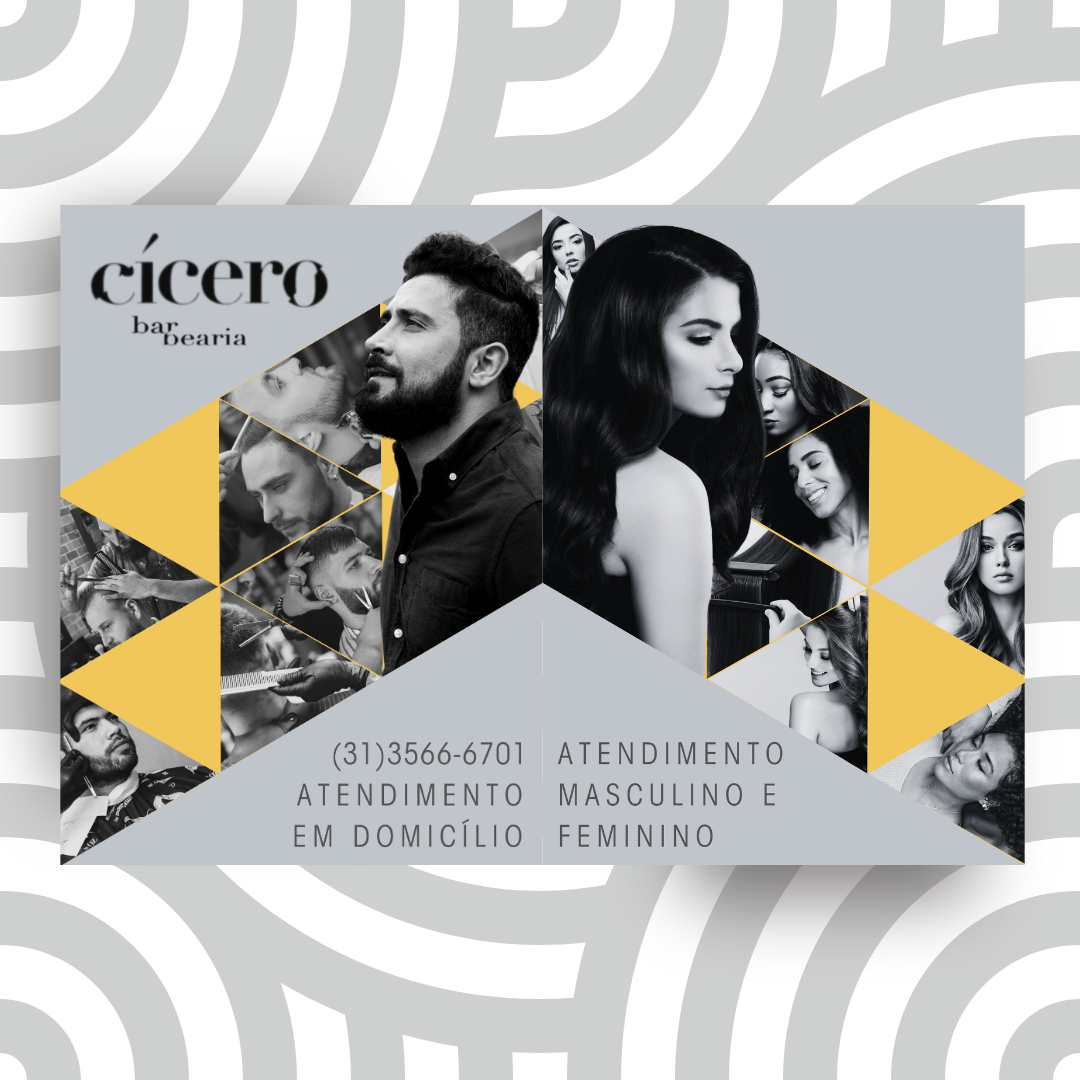 cícero
bar
bearia
(31)3566-6701
ATENDIMENTO
EM DOMICÍLIO
ATENDIMENTO
MASCULINO E
FEMININO